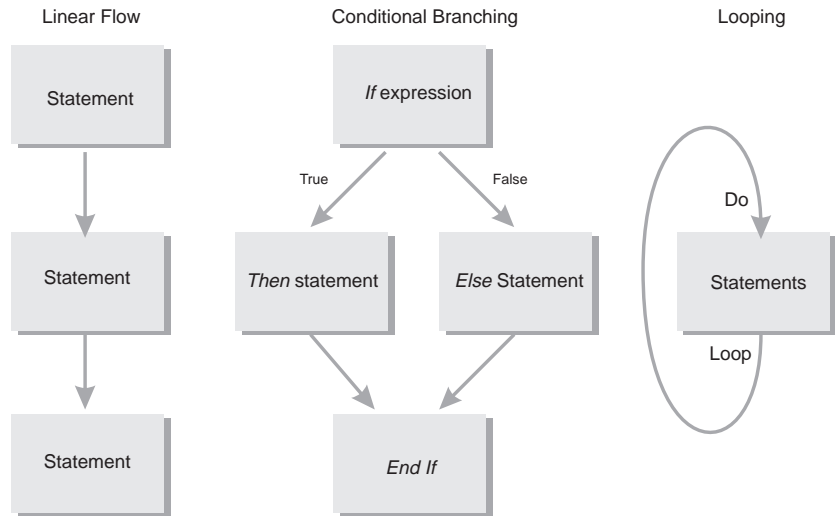 Linear Flow
Statement
Statement
Statement
Conditional Branching
If expression
True
False
Then statement
Else Statement
End If
Looping
Do
Statements
Loop